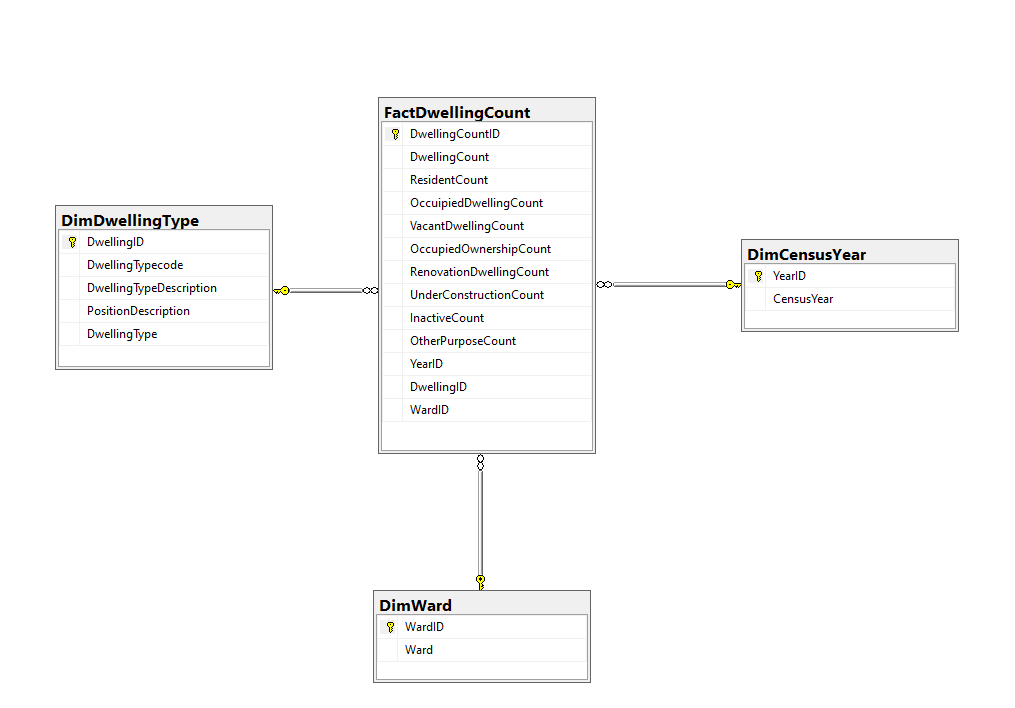 FactDwellingCount
DwellingCountID
DwellingCount
ResidentCount
OccuipiedDwellingCount
VacantDwellingCount
OccupiedOwnershipCount
RenovationDwellingCount
UnderConstructionCount
InactiveCount
OtherPurposeCount
YearID
DwellingID
WardID
DimDwellingType
DwellingID
DwellingTypecode
DwellingTypeDescription
PositionDescription
DwellingType
DimCensusYear
YearID
CensusYear
DimWard
WardID
Ward